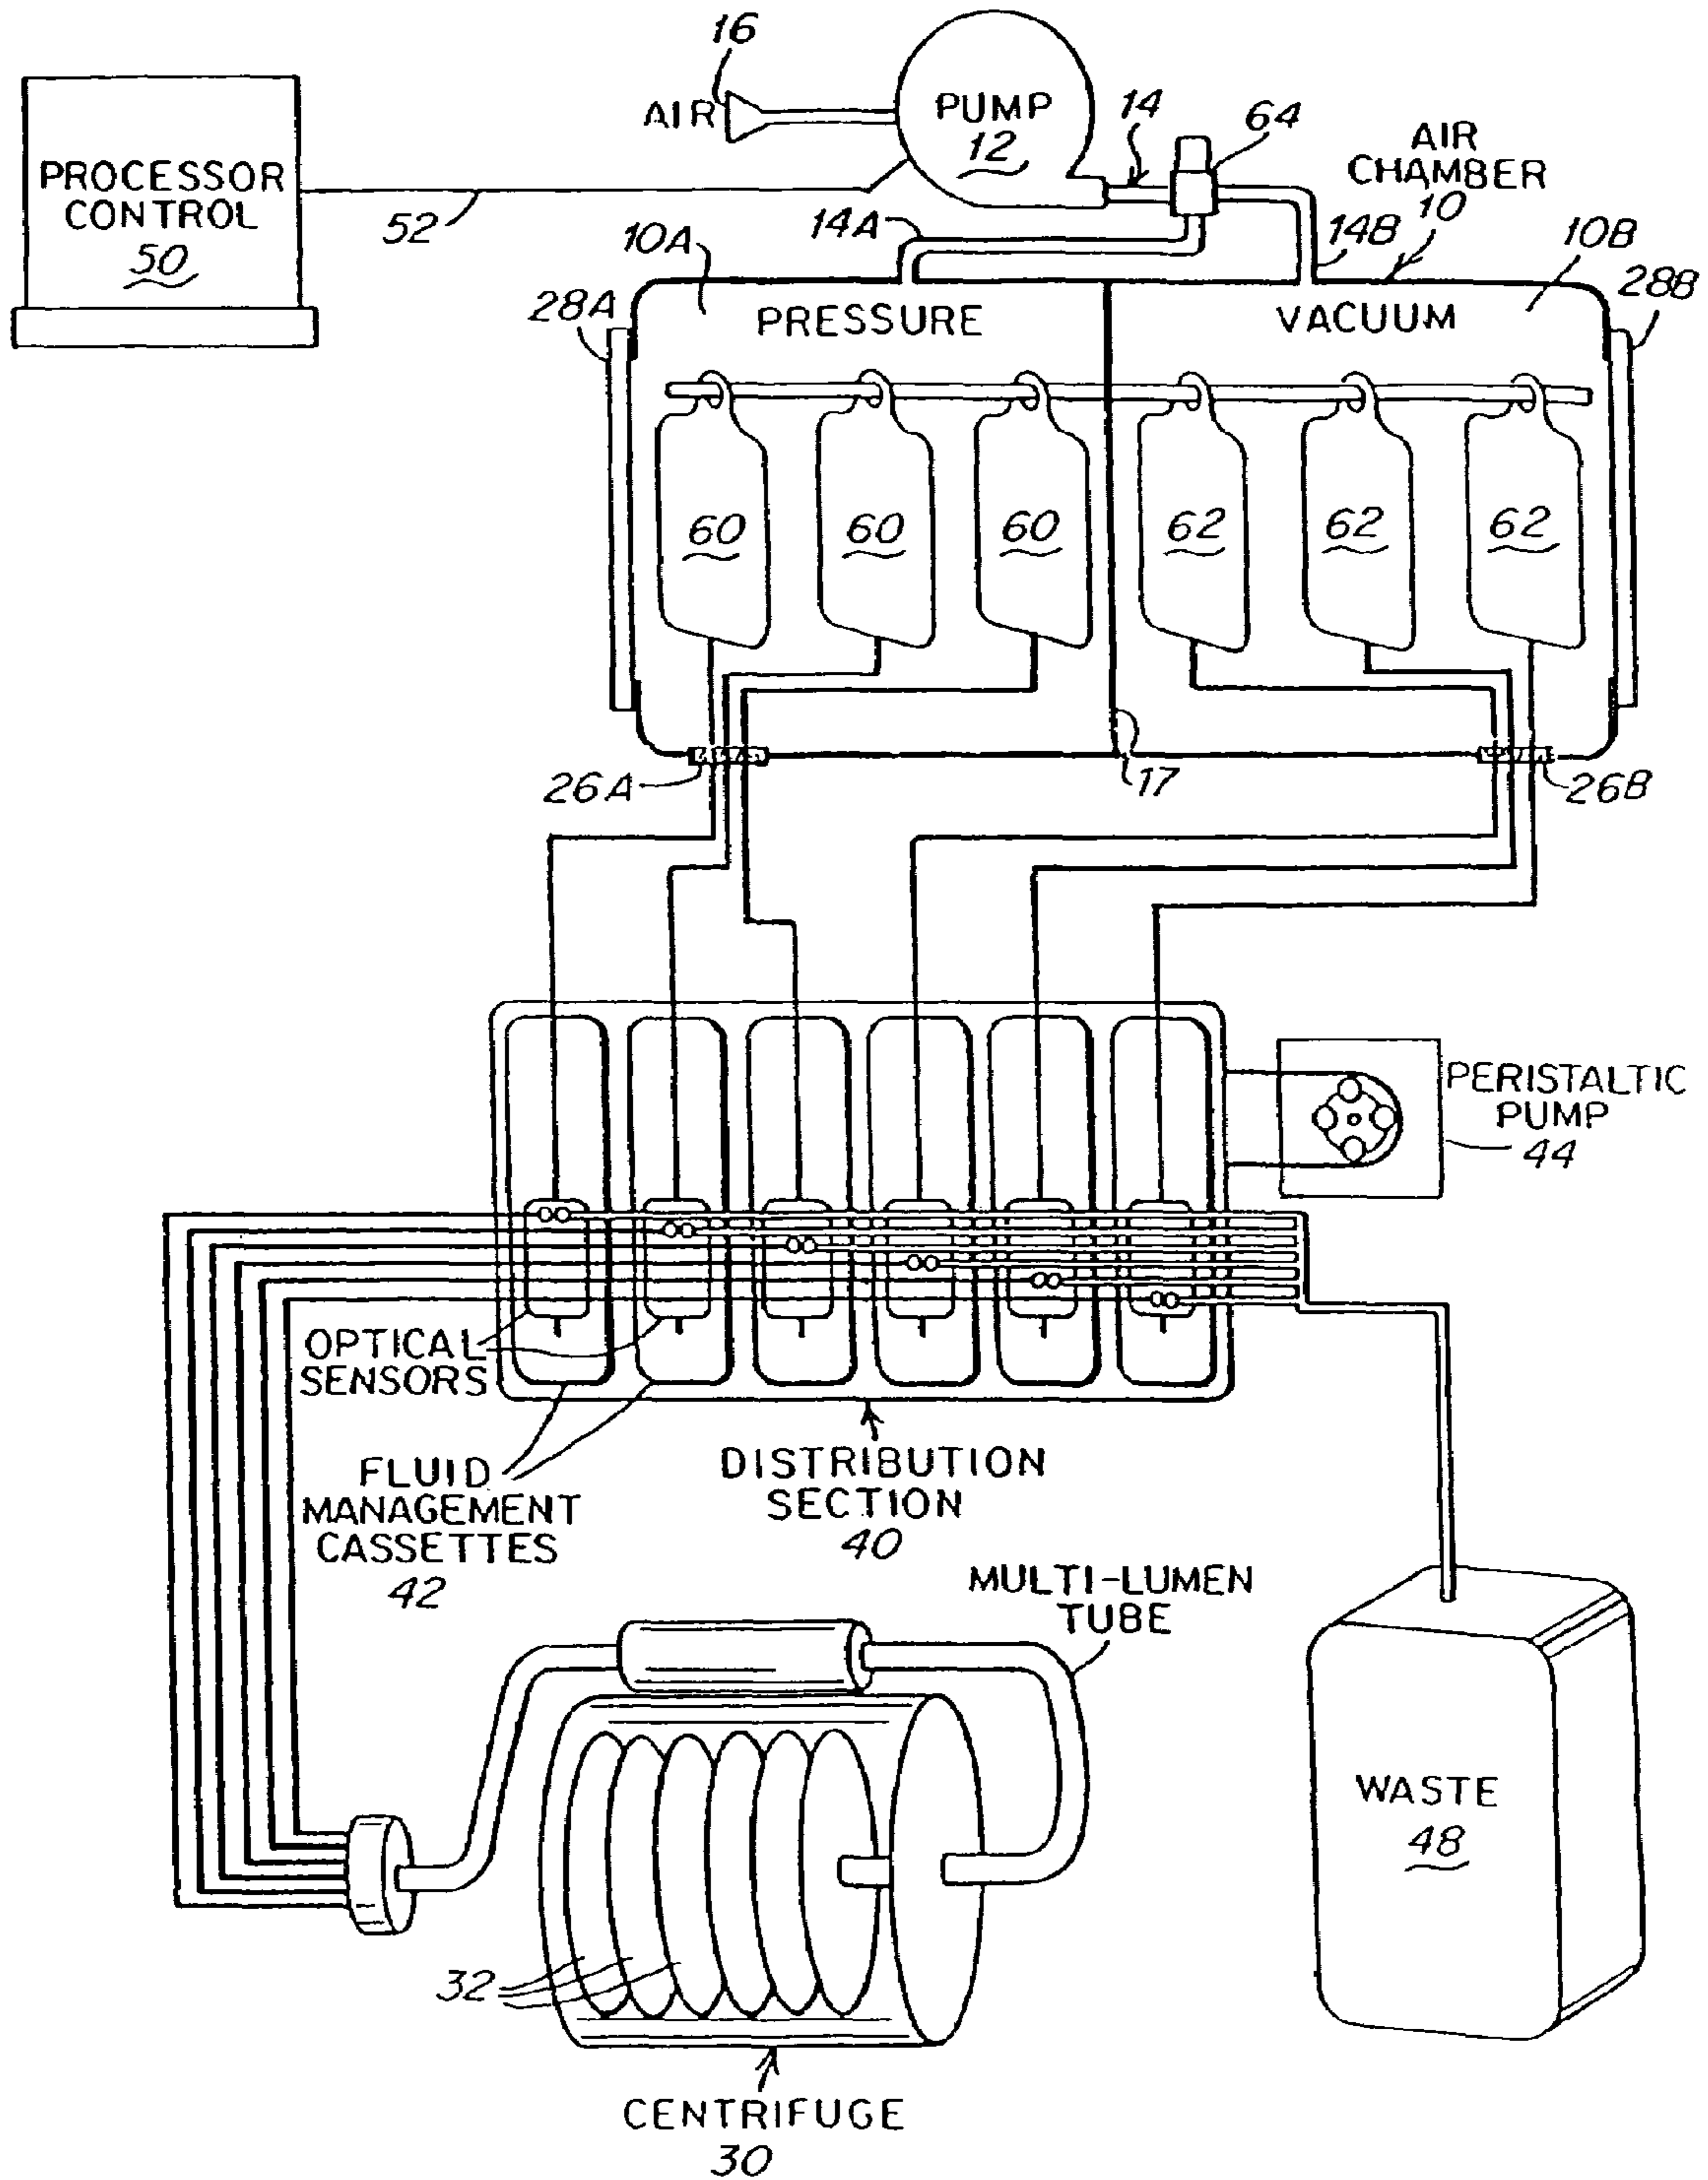 16
AIR
PUMP
12
14
64
AIR
CHAMBER
10
PROCESSOR
CONTROL
50
52
14A
14B
10A
10B
28A
28B
PRESSURE
VACUUM
60
60
60
62
62
62
26A
17
26B
PERISTALTIC
PUMP
44
OPTICAL
SENSORS
FLUID
MANAGEMENT
CASSETTES
42
DISTRIBUTION
SECTION
40
MULTI-LUMEN
TUBE
WASTE
48
32
CENTRIFUGE
30